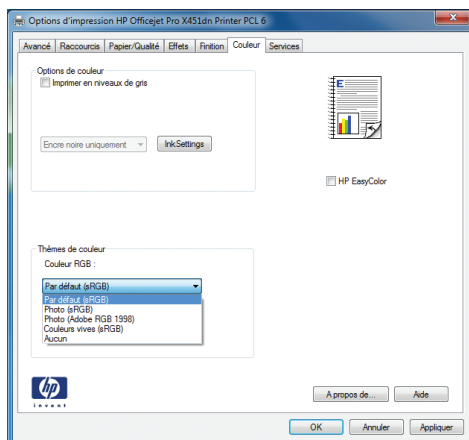 Options d'impression HP Officejet Pro X451dn Printer PCL 6
Avancé Raccourcis Papier/Qualité Effets Finition Couleur Services
Options de couleur
Imprimer en niveaux de gris
Encre noire uniquement
InkSettings
E
HP EasyColor
Thèmes de couleur
Couleur RGB :
Par défaut (sRGB)
Par défaut (sRGB)
Photo (sRGB)
Photo (Adobe RGB 1998)
Couleurs vives (sRGB)
Aucun
hp
invent
A propos de... Aide
OK Annuler Appliquer